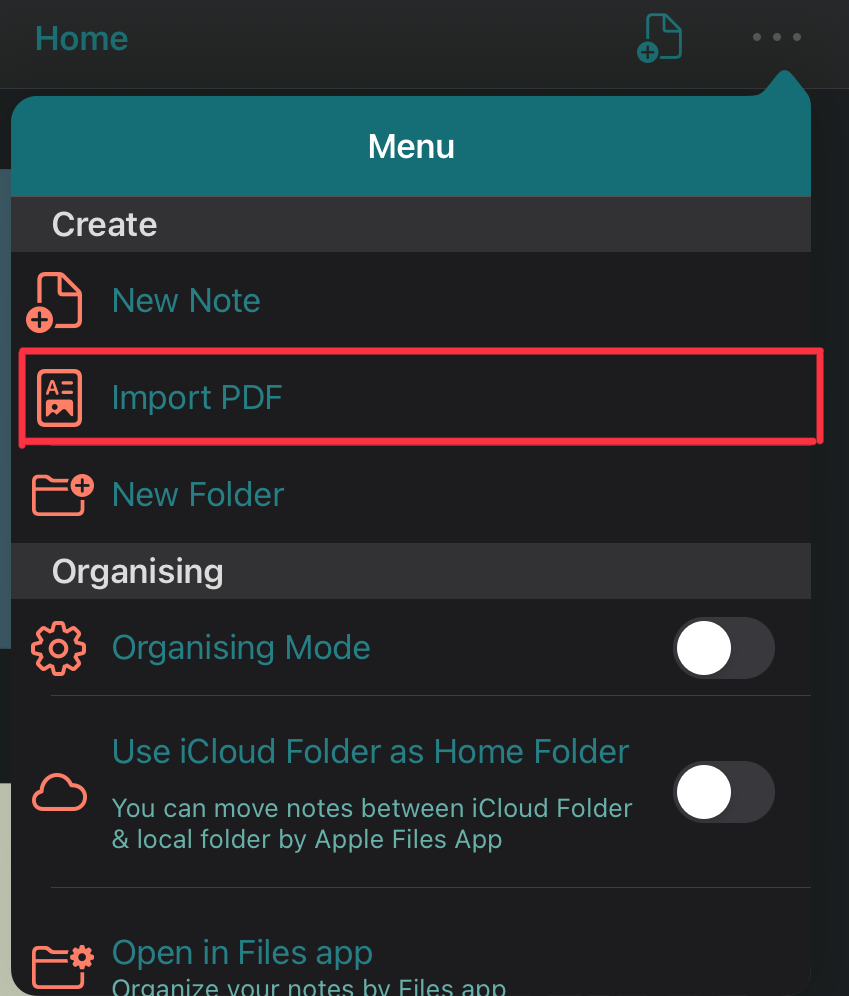 Home
Menu
Create
New Note
A
Import PDF
New Folder
Organising
Organising Mode
Use iCloud Folder as Home Folder
You can move notes between iCloud Folder
& local folder by Apple Files App
Open in Files app
Organize your notes by Files app